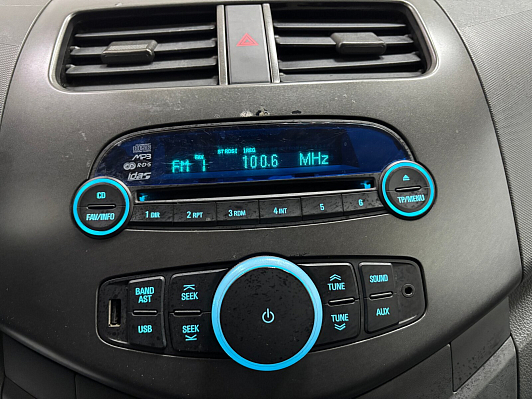 MP3
R·D·S
idas
STEREO
FM 1 100.6 MHz
CD
FAV/INFO
TP/MENU
1 DIR 2 RPT 3 RDM 4 INT 5 6
BAND AST
SEEK
TUNE
SOUND
USB
SEEK
TUNE
AUX